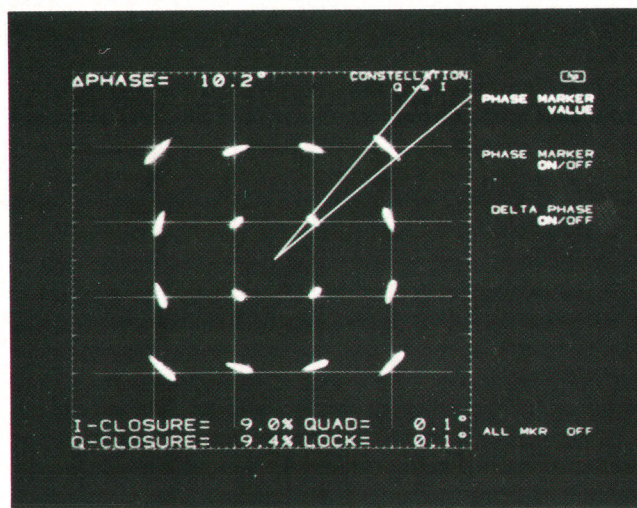 ΔPHASE= 10.2°
CONSTELLATION
Q vs I
hp
PHASE MARKER
VALUE
PHASE MARKER
ON/OFF
DELTA PHASE
ON/OFF
I-CLOSURE= 9.0% QUAD= 0.1°
Q-CLOSURE= 9.4% LOCK= 0.1°
ALL MKR OFF